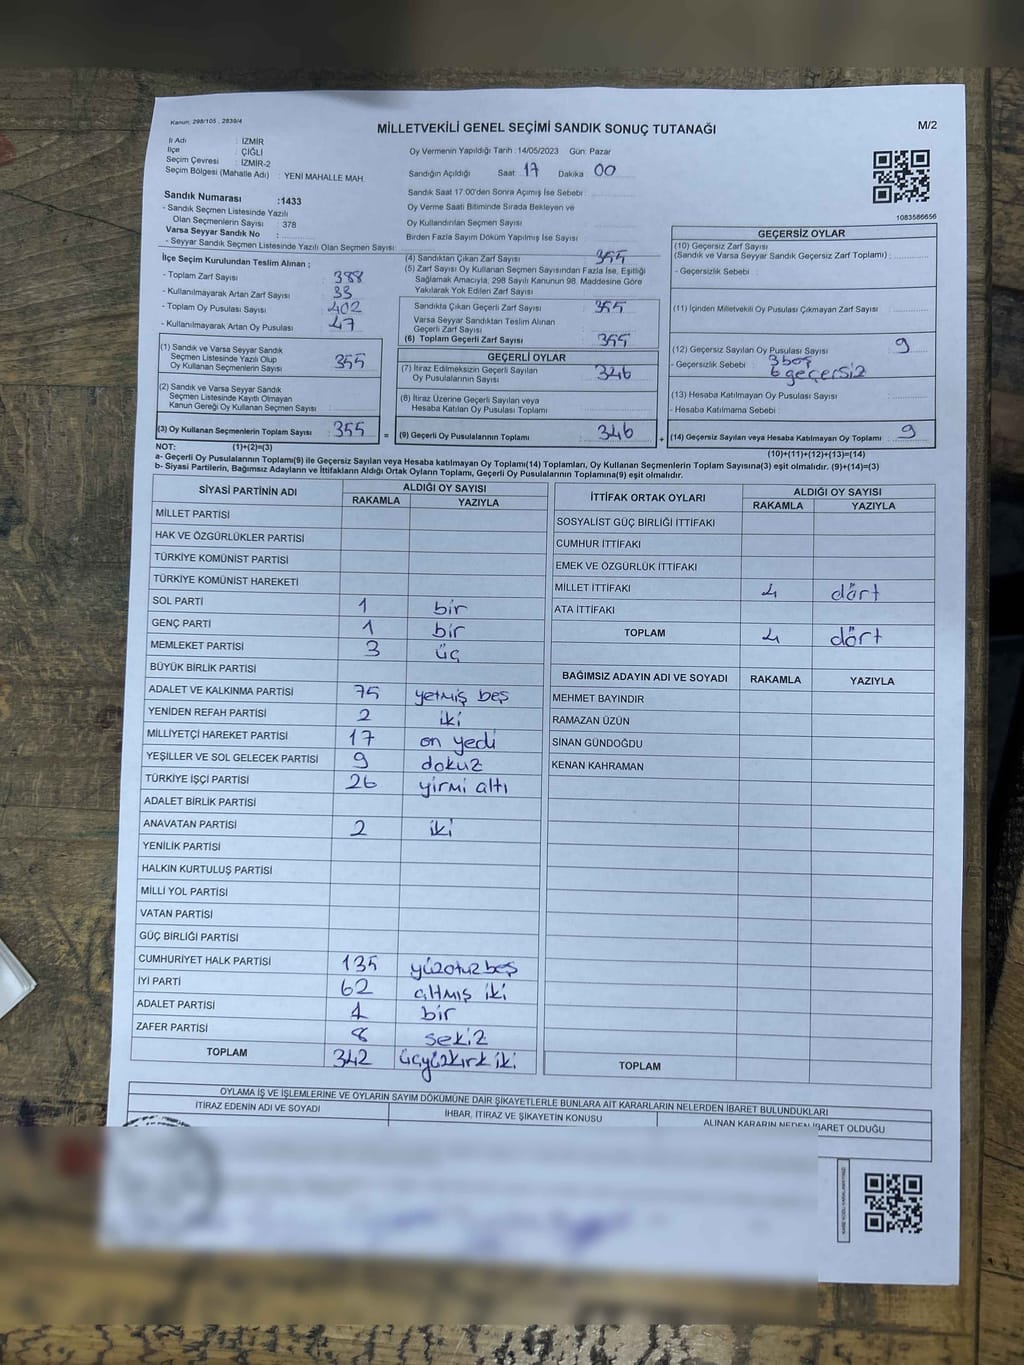 Kanun, 298/105 , 2839/4
MİLLETVEKİLİ GENEL SEÇİMİ SANDIK SONUÇ TUTANAĞI
M/2
İl Adı : İZMİR
İlçe : ÇİĞLİ
Seçim Çevresi : İZMİR-2
Seçim Bölgesi (Mahalle Adı) : YENİ MAHALLE MAH
Oy Vermenin Yapıldığı Tarih :14/05/2023 Gün: Pazar
Sandığın Açıldığı Saat 17 Dakika 00
Sandık Saat 17:00'den Sonra Açımış İse Sebebi :
Oy Verme Saati Bitiminde Sırada Bekleyen ve
Oy Kullandırılan Seçmen Sayısı :
Birden Fazla Sayım Döküm Yapılmış İse Sayısı :
1083586656
Sandık Numarası :1433
- Sandık Seçmen Listesinde Yazılı
Olan Seçmenlerin Sayısı : 378
Varsa Seyyar Sandık No :
- Seyyar Sandık Seçmen Listesinde Yazılı Olan Seçmen Sayısı:
İlçe Seçim Kurulundan Teslim Alınan ;
- Toplam Zarf Sayısı : 388
- Kullanılmayarak Artan Zarf Sayısı : 33
- Toplam Oy Pusulası Sayısı : 402
- Kullanılmayarak Artan Oy Pusulası : 47
(4) Sandıktan Çıkan Zarf Sayısı : 355
(5) Zarf Sayısı Oy Kullanan Seçmen Sayısından Fazla İse, Eşitliği
Sağlamak Amacıyla, 298 Sayılı Kanunun 98. Maddesine Göre
Yakılarak Yok Edilen Zarf Sayısı :
Sandıkta Çıkan Geçerli Zarf Sayısı : 355
Varsa Seyyar Sandıktan Teslim Alınan
Geçerli Zarf Sayısı :
(6) Toplam Geçerli Zarf Sayısı : 355
GEÇERSİZ OYLAR
(10) Geçersiz Zarf Sayısı
(Sandık ve Varsa Seyyar Sandık Geçersiz Zarf Toplamı) :
- Geçersizlik Sebebi :
(11) İçinden Milletvekili Oy Pusulası Çıkmayan Zarf Sayısı :
(12) Geçersiz Sayılan Oy Pusulası Sayısı : 9
- Geçersizlik Sebebi : 3 boş
6 geçersiz
(13) Hesaba Katılmayan Oy Pusulası Sayısı :
- Hesaba Katılmama Sebebi :
(14) Geçersiz Sayılan veya Hesaba Katılmayan Oy Toplamı : 9
(10)+(11)+(12)+(13)=(14)
(1) Sandık ve Varsa Seyyar Sandık
Seçmen Listesinde Yazılı Olup
Oy Kullanan Seçmenlerin Sayısı : 355
(2) Sandık ve Varsa Seyyar Sandık
Seçmen Listesinde Kayıtlı Olmayan
Kanun Gereği Oy Kullanan Seçmen Sayısı :
(3) Oy Kullanan Seçmenlerin Toplam Sayısı : 355 =
GEÇERLİ OYLAR
(7) İtiraz Edilmeksizin Geçerli Sayılan
Oy Pusulalarının Sayısı : 346
(8) İtiraz Üzerine Geçerli Sayılan veya
Hesaba Katılan Oy Pusulası Toplamı :
(9) Geçerli Oy Pusulalarının Toplamı : 346 +
NOT: (1)+(2)=(3)
a- Geçerli Oy Pusulaları Toplamı(9) ile Geçersiz Sayılan veya Hesaba katılmayan Oy Toplamı(14) Toplamları, Oy Kullanan Seçmenlerin Toplam Sayısına(3) eşit olmalıdır. (9)+(14)=(3)
b- Siyasi Partilerin, Bağımsız Adayların ve İttifakların Aldığı Ortak Oyların Toplamı, Geçerli Oy Pusulalarının Toplamına(9) eşit olmalıdır.
SİYASİ PARTİNİN ADI ALDIĞI OY SAYISI
RAKAMLA YAZIYLA
MİLLET PARTİSİ
HAK VE ÖZGÜRLÜKLER PARTİSİ
TÜRKİYE KOMÜNİST PARTİSİ
TÜRKİYE KOMÜNİST HAREKETİ
SOL PARTİ 1 bir
GENÇ PARTİ 1 bir
MEMLEKET PARTİSİ 3 üç
BÜYÜK BİRLİK PARTİSİ
ADALET VE KALKINMA PARTİSİ 75 yetmiş beş
YENİDEN REFAH PARTİSİ 2 iki
MİLLİYETÇİ HAREKET PARTİSİ 17 on yedi
YEŞİLLER VE SOL GELECEK PARTİSİ 9 dokuz
TÜRKİYE İŞÇİ PARTİSİ 26 yirmi altı
ADALET BİRLİK PARTİSİ
ANAVATAN PARTİSİ 2 iki
YENİLİK PARTİSİ
HALKIN KURTULUŞ PARTİSİ
MİLLİ YOL PARTİSİ
VATAN PARTİSİ
GÜÇ BİRLİĞİ PARTİSİ
CUMHURİYET HALK PARTİSİ 135 yüzotuzbeş
İYİ PARTİ 62 altmış iki
ADALET PARTİSİ 1 bir
ZAFER PARTİSİ 8 sekiz
TOPLAM 342 üçyüzkırk iki
İTTİFAK ORTAK OYLARI ALDIĞI OY SAYISI
RAKAMLA YAZIYLA
SOSYALİST GÜÇ BİRLİĞİ İTTİFAKI
CUMHUR İTTİFAKI
EMEK VE ÖZGÜRLÜK İTTİFAKI
MİLLET İTTİFAKI 4 dört
ATA İTTİFAKI
TOPLAM 4 dört
BAĞIMSIZ ADAYIN ADI VE SOYADI RAKAMLA YAZIYLA
MEHMET BAYINDIR
RAMAZAN ÜZÜN
SİNAN GÜNDOĞDU
KENAN KAHRAMAN
TOPLAM
OYLAMA İŞ VE İŞLEMLERİNE VE OYLARIN SAYIM DÖKÜMÜNE DAİR ŞİKAYETLERLE BUNLARA AİT KARARLARIN NELERDEN İBARET BULUNDUKLARI
İTİRAZ EDENİN ADI VE SOYADI İHBAR, İTİRAZ VE ŞİKAYETİN KONUSU ALINAN KARARIN NEDEN İBARET OLDUĞU